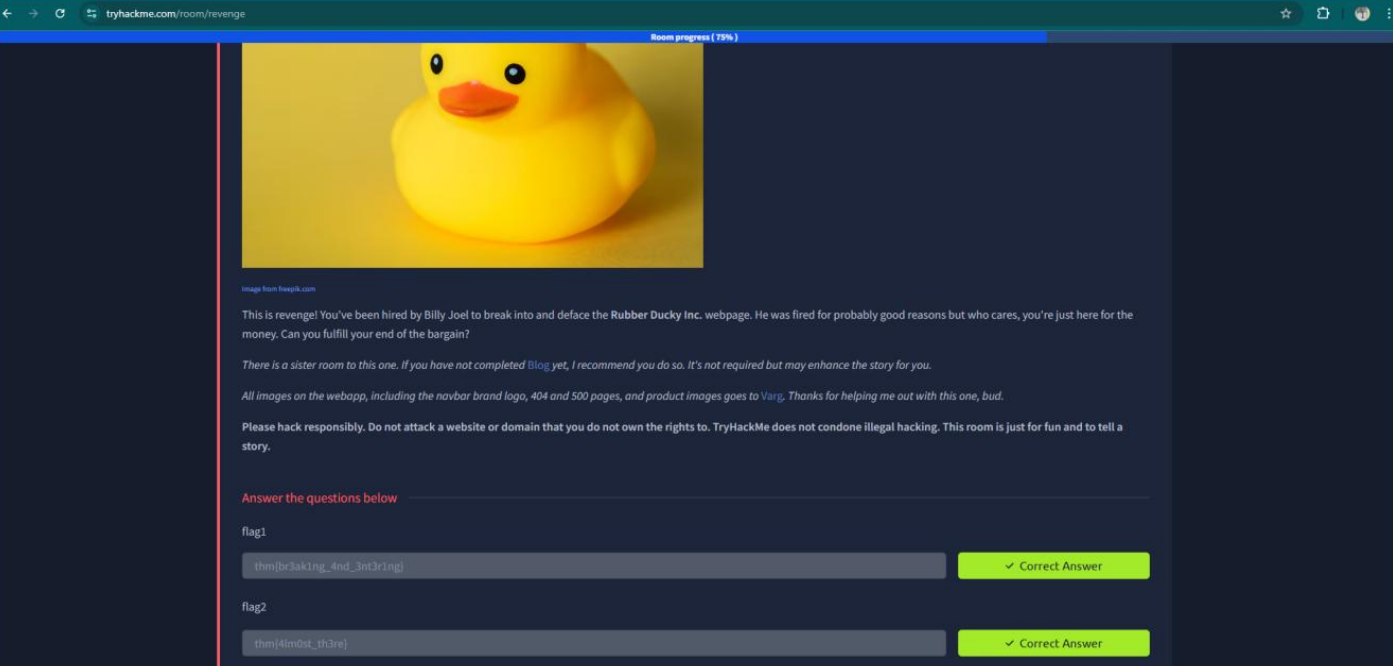 tryhackme.com/room/revenge
Room progress ( 75% )
Image from freepik.com
This is revenge! You've been hired by Billy Joel to break into and deface the Rubber Ducky Inc. webpage. He was fired for probably good reasons but who cares, you're just here for the
money. Can you fulfill your end of the bargain?
There is a sister room to this one. If you have not completed Blog yet, I recommend you do so. It's not required but may enhance the story for you.
All images on the webapp, including the navbar brand logo, 404 and 500 pages, and product images goes to Varg. Thanks for helping me out with this one, bud.
Please hack responsibly. Do not attack a website or domain that you do not own the rights to. TryHackMe does not condone illegal hacking. This room is just for fun and to tell a
story.
Answer the questions below
flag1
thm{br3ak1ng_4nd_3nt3r1ng}
✓ Correct Answer
flag2
thm{4lm0st_th3re}
✓ Correct Answer